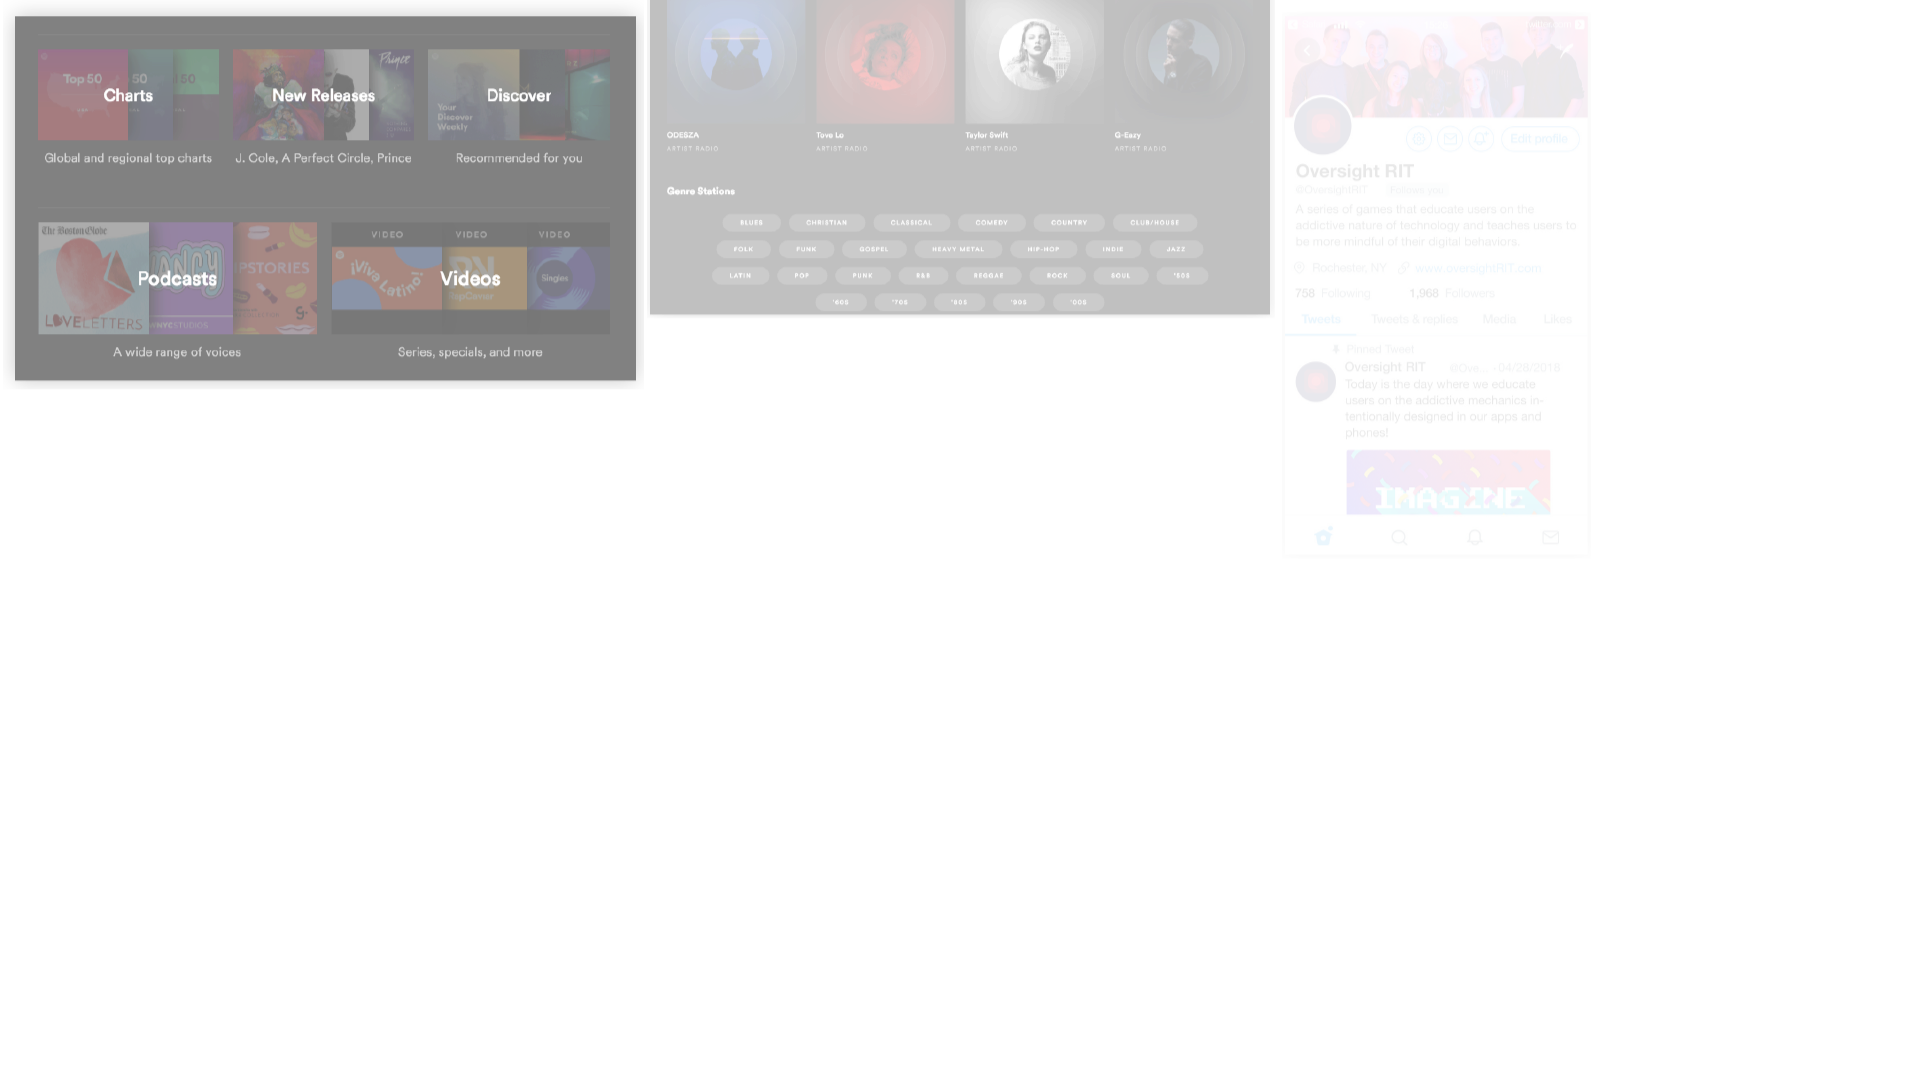 Top 50
50
50
Charts
New Releases
Prince
Your
Discover
Weekly
Discover
Global and regional top charts
J. Cole, A Perfect Circle, Prince
Recommended for you
The Boston Globe
LOVE LETTERS
WNYCSTUDIOS
Podcasts
VIDEO
VIDEO
VIDEO
¡Viva Latino!
Singles
Videos
A wide range of voices
Series, specials, and more
ODESZA
ARTIST RADIO
Tove Lo
ARTIST RADIO
Taylor Swift
ARTIST RADIO
G-Eazy
ARTIST RADIO
Genre Stations
BLUES
CHRISTIAN
CLASSICAL
COMEDY
COUNTRY
CLUB/HOUSE
FOLK
FUNK
GOSPEL
HEAVY METAL
HIP-HOP
INDIE
JAZZ
LATIN
POP
PUNK
R&B
REGGAE
ROCK
SOUL
'50S
'60S
'70S
'80S
'90S
'00S
Edit profile
Oversight RIT
@OversightRIT
Follows you
A series of games that educate users on the
addictive nature of technology and teaches users to
be more mindful of their digital behaviors.
Rochester, NY
www.oversightRIT.com
758 Following
1,968 Followers
Tweets
Tweets & replies
Media
Likes
Pinned Tweet
Oversight RIT @Ove... · 04/28/2018
Today is the day where we educate
users on the addictive mechanics in-
tentionally designed in our apps and
phones!
IMAGINE